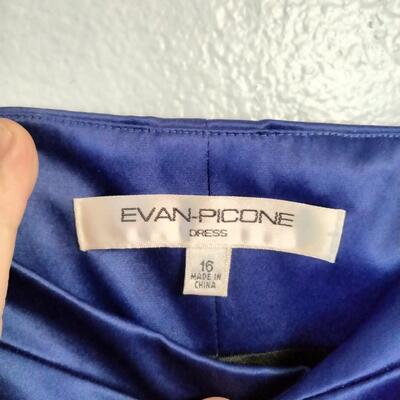 EVAN-PICONE
DRESS
16
MADE IN
CHINA